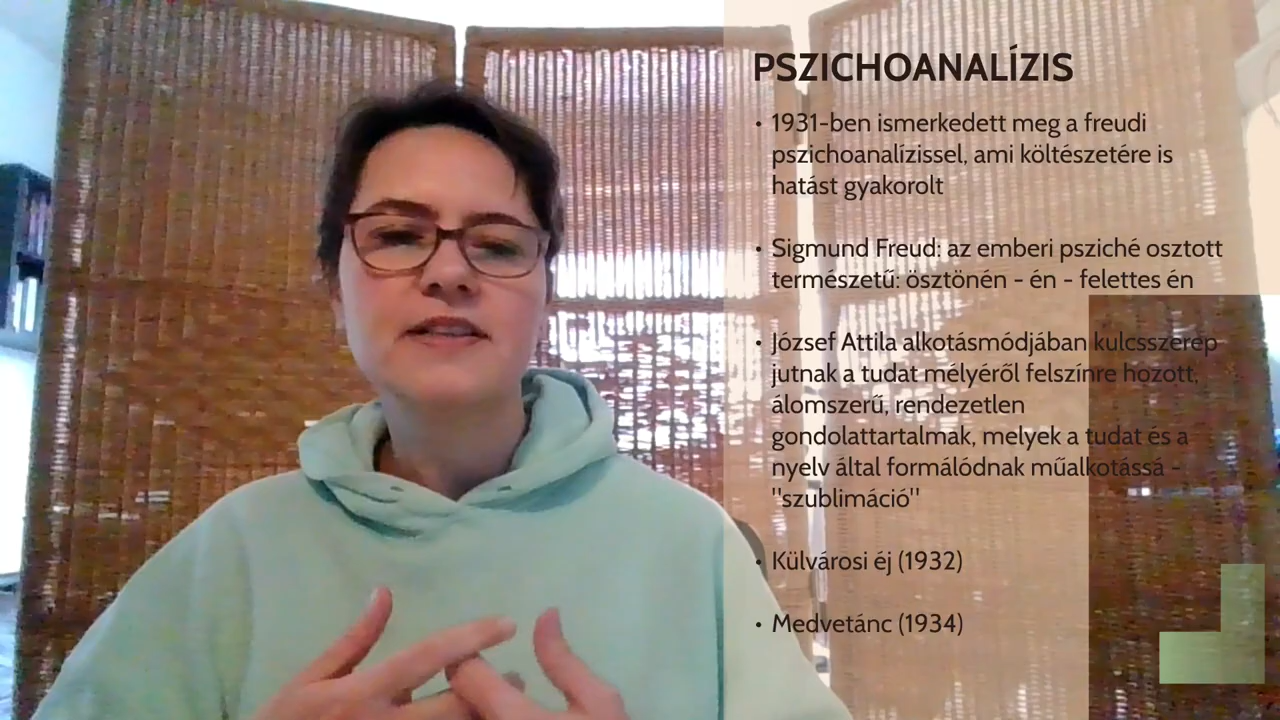 PSZICHOANALÍZIS
• 1931-ben ismerkedett meg a freudi
pszichoanalízissel, ami költészetére is
hatást gyakorolt
• Sigmund Freud: az emberi psziché osztott
természetű: ösztönén - én - felettes én
• József Attila alkotásmódjában kulcsszerep
jutnak a tudat mélyéről felszínre hozott,
álomszerű, rendezetlen
gondolattartalmak, melyek a tudat és a
nyelv által formálódnak műalkotássá -
"szublimáció"
• Külvárosi éj (1932)
• Medvetánc (1934)